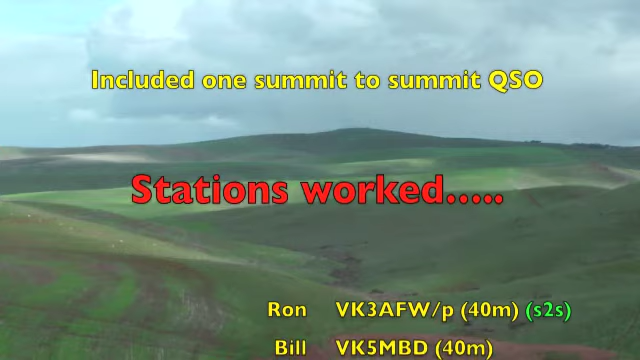 Included one summit to summit QSO
Stations worked.....
Ron VK3AFW/p (40m) (s2s)
Bill VK5MBD (40m)